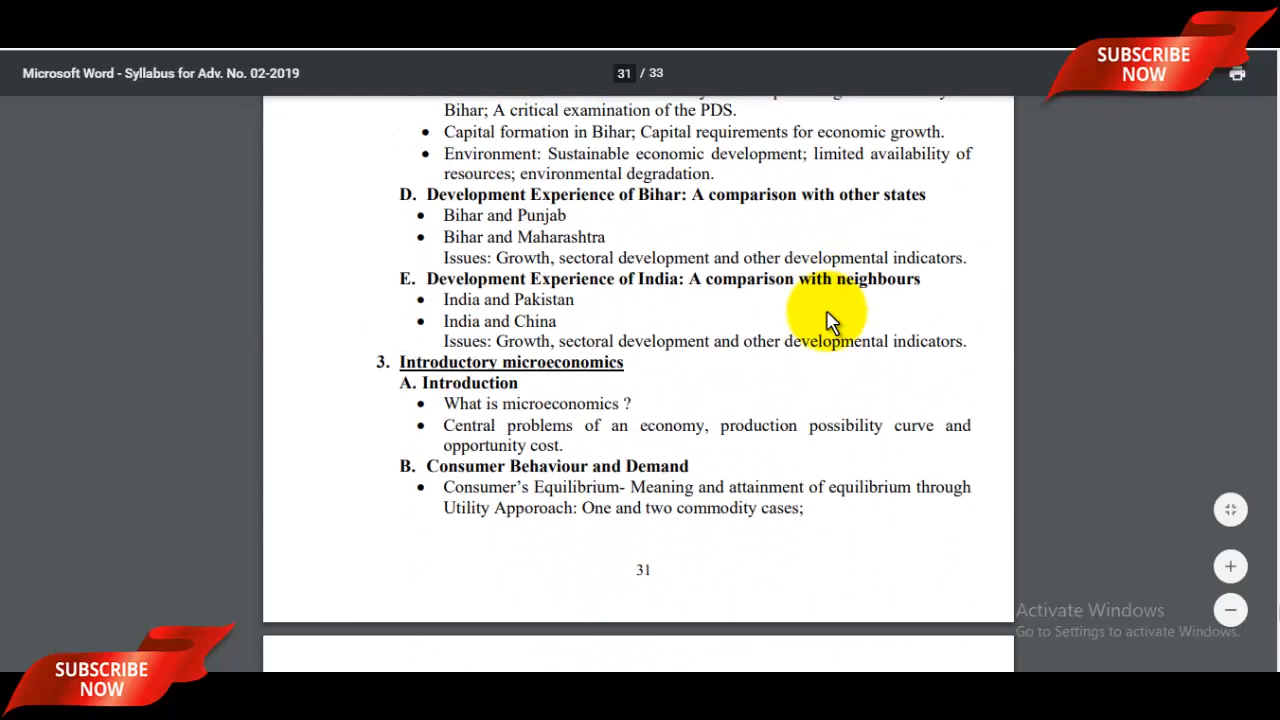 SUBSCRIBE
NOW
Microsoft Word - Syllabus for Adv. No. 02-2019
31 / 33
Bihar; A critical examination of the PDS.
• Capital formation in Bihar; Capital requirements for economic growth.
• Environment: Sustainable economic development; limited availability of
resources; environmental degradation.
D. Development Experience of Bihar: A comparison with other states
• Bihar and Punjab
• Bihar and Maharashtra
Issues: Growth, sectoral development and other developmental indicators.
E. Development Experience of India: A comparison with neighbours
• India and Pakistan
• India and China
Issues: Growth, sectoral development and other developmental indicators.
3. Introductory microeconomics
A. Introduction
• What is microeconomics ?
• Central problems of an economy, production possibility curve and
opportunity cost.
B. Consumer Behaviour and Demand
• Consumer's Equilibrium- Meaning and attainment of equilibrium through
Utility Apporoach: One and two commodity cases;
31
Activate Windows
Go to Settings to activate Windows.
SUBSCRIBE
NOW